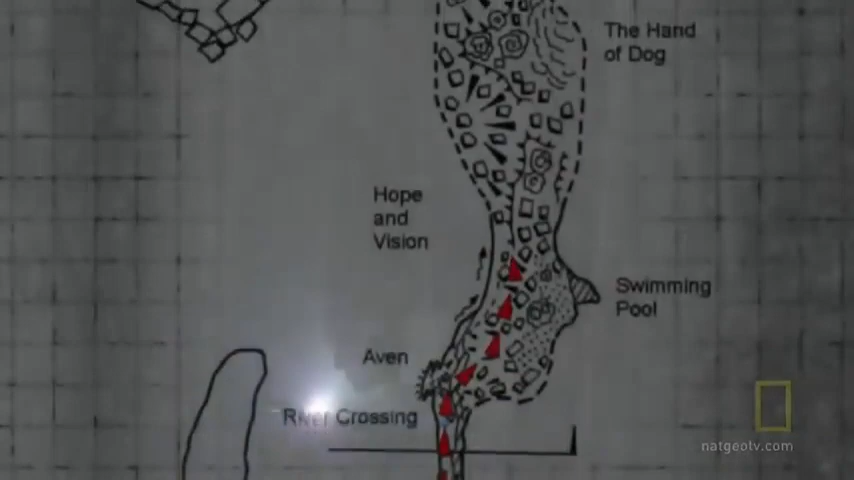 The Hand
of Dog
Hope
and
Vision
Swimming
Pool
Aven
River Crossing
natgeotv.com